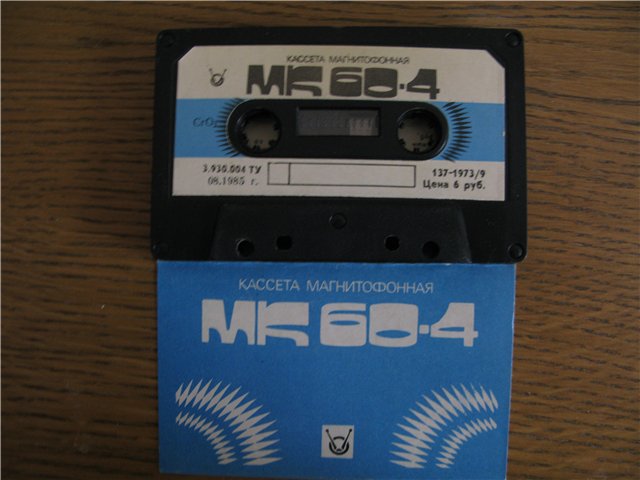 КАССЕТА МАГНИТОФОННАЯ
МК 60·4
CrO₂
3.930.004 ТУ
08.1985 г.
137-1973/9
Цена 6 руб.
КАССЕТА МАГНИТОФОННАЯ
МК 60·4